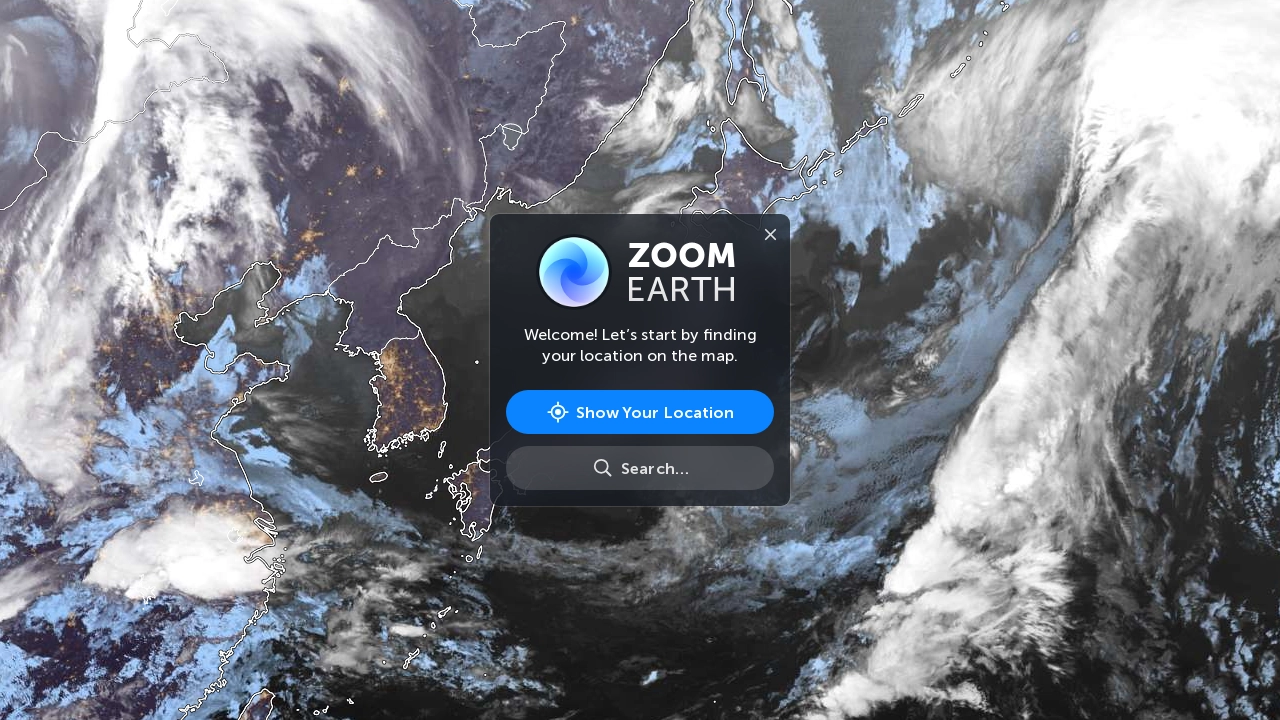 ZOOM
EARTH
Welcome! Let’s start by finding
your location on the map.
Show Your Location
Search…